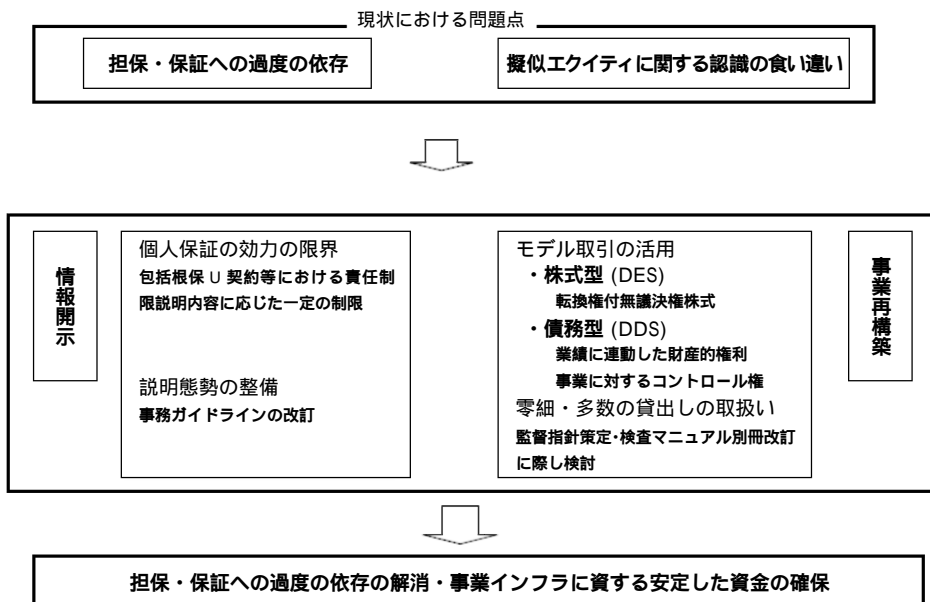 現状における問題点
担保・保証への過度の依存
擬似エクイティに関する認識の食い違い
情報開示
個人保証の効力の限界
包括根保 U 契約等における責任制
限説明内容に応じた一定の制限
説明態勢の整備
事務ガイドラインの改訂
モデル取引の活用
・株式型 (DES)
転換権付無議決権株式
・債務型 (DDS)
業績に連動した財産的権利
事業に対するコントロール権
零細・多数の貸出しの取扱い
監督指針策定・検査マニュアル別冊改訂
に際し検討
事業再構築
担保・保証への過度の依存の解消・事業インフラに資する安定した資金の確保